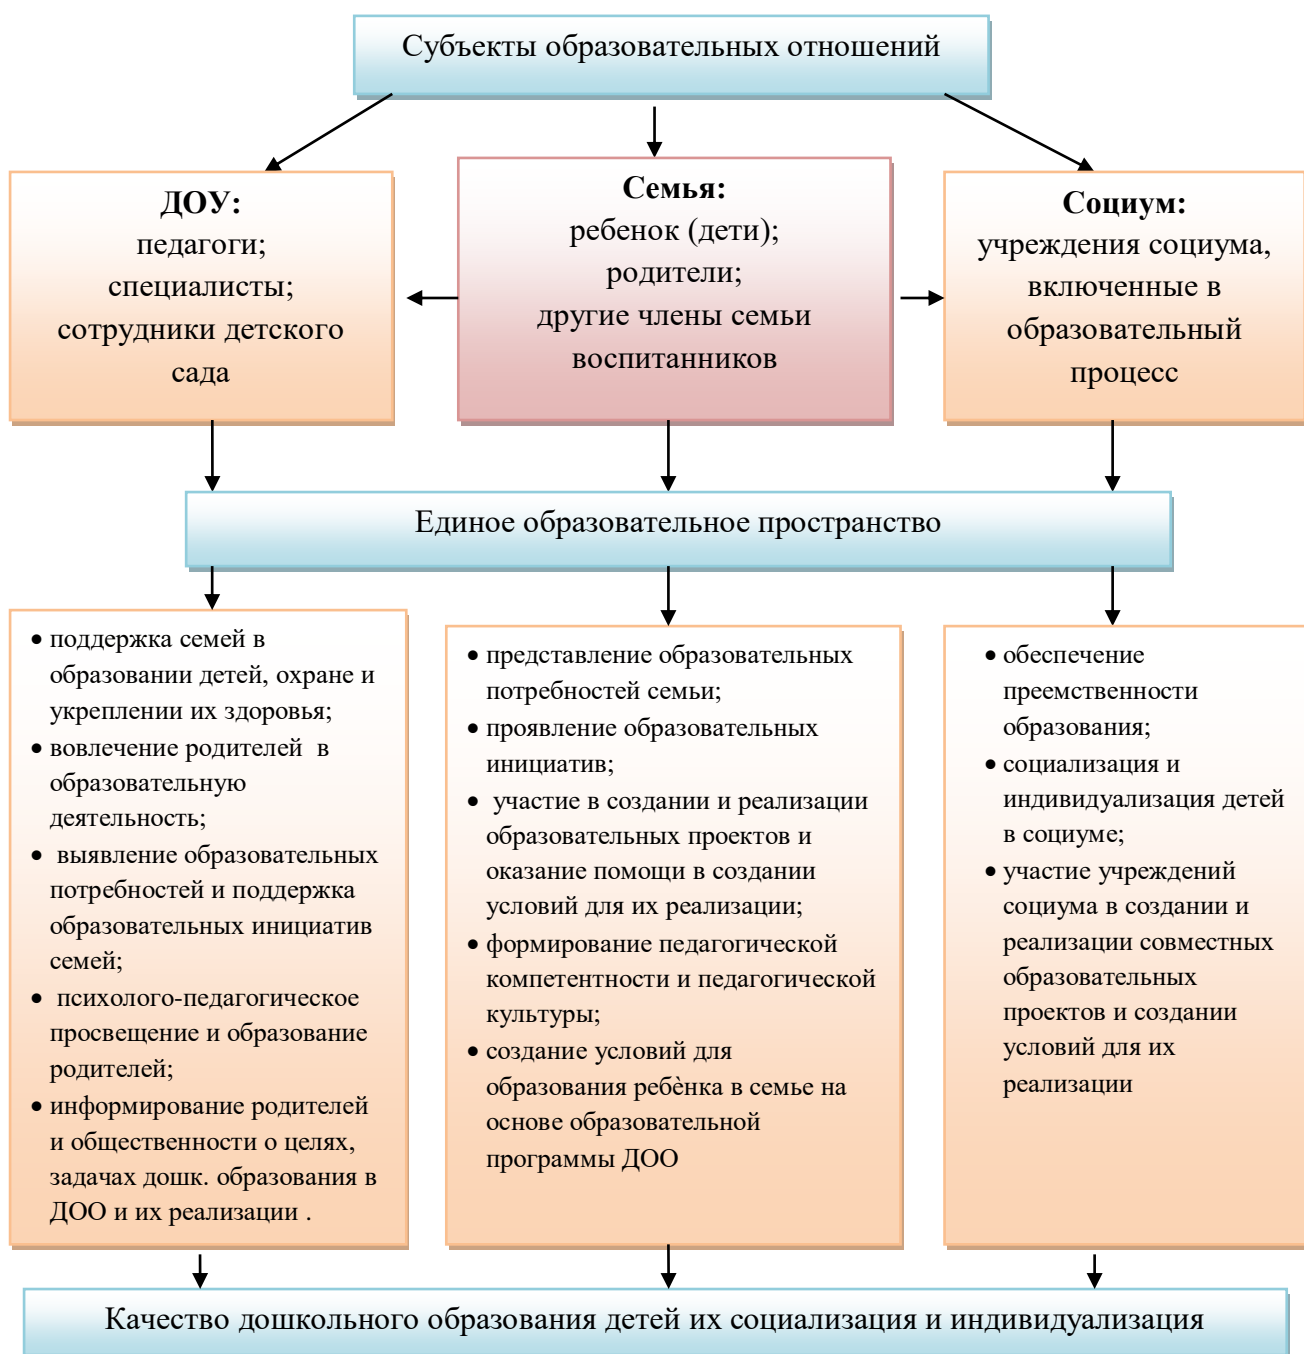 Субъекты образовательных отношений
ДОУ:
педагоги;
специалисты;
сотрудники детского
сада
Семья:
ребенок (дети);
родители;
другие члены семьи
воспитанников
Социум:
учреждения социума,
включенные в
образовательный
процесс
Единое образовательное пространство
• поддержка семей в
образовании детей, охране и
укреплении их здоровья;
• вовлечение родителей в
образовательную
деятельность;
• выявление образовательных
потребностей и поддержка
образовательных инициатив
семей;
• психолого-педагогическое
просвещение и образование
родителей;
• информирование родителей
и общественности о целях,
задачах дошк. образования в
ДОО и их реализации .
• представление образовательных
потребностей семьи;
• проявление образовательных
инициатив;
• участие в создании и реализации
образовательных проектов и
оказание помощи в создании
условий для их реализации;
• формирование педагогической
компетентности и педагогической
культуры;
• создание условий для
образования ребѐнка в семье на
основе образовательной
программы ДОО
• обеспечение
преемственности
образования;
• социализация и
индивидуализация детей
в социуме;
• участие учреждений
социума в создании и
реализации совместных
образовательных
проектов и создании
условий для их
реализации
Качество дошкольного образования детей их социализация и индивидуализация